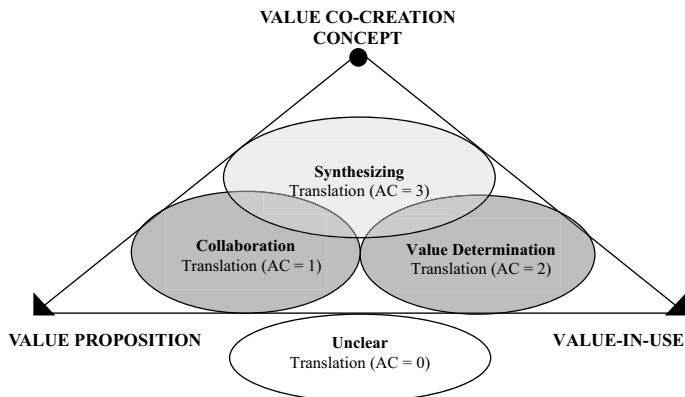 VALUE CO-CREATION
CONCEPT
Synthesizing
Translation (AC = 3)
Collaboration
Translation (AC = 1)
Value Determination
Translation (AC = 2)
VALUE PROPOSITION
Unclear
Translation (AC = 0)
VALUE-IN-USE